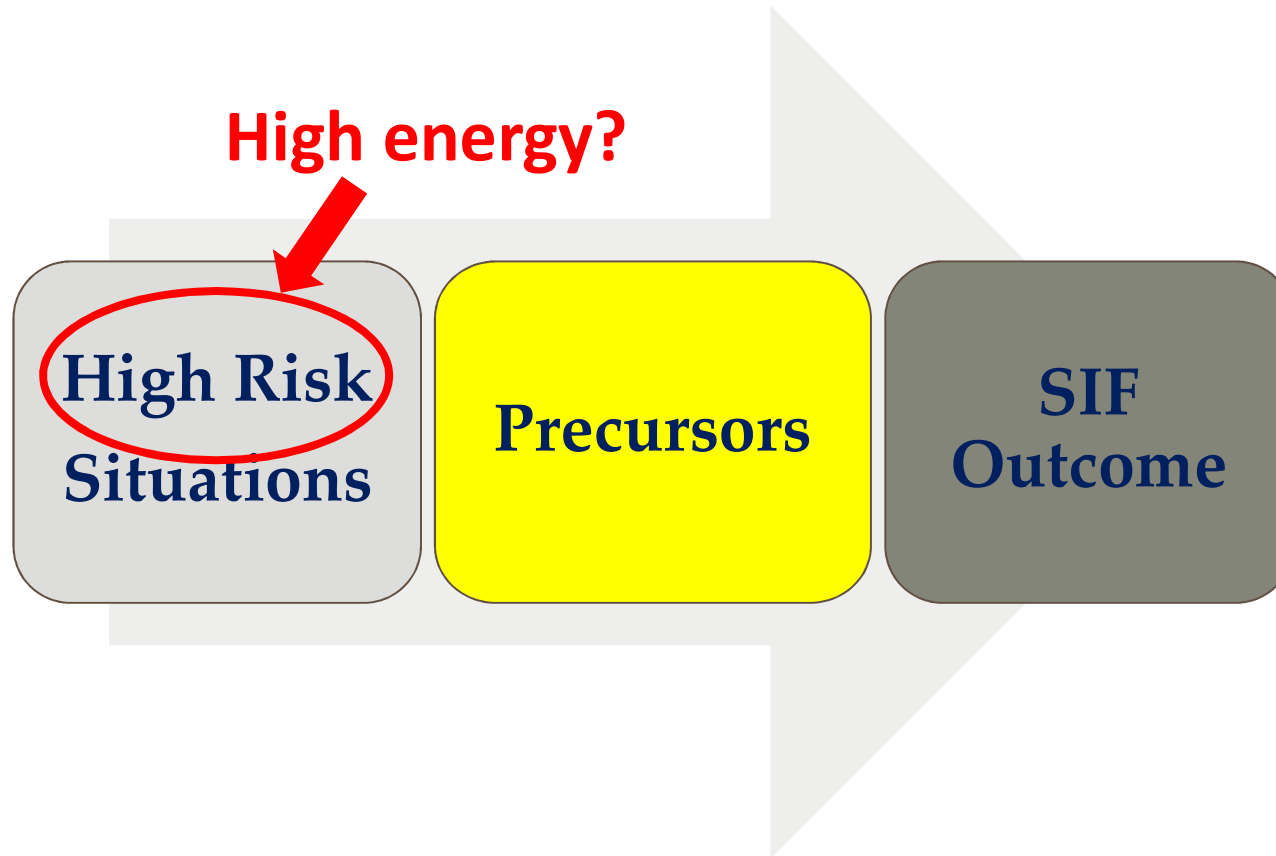 High energy?
High Risk
Situations
Precursors
SIF
Outcome